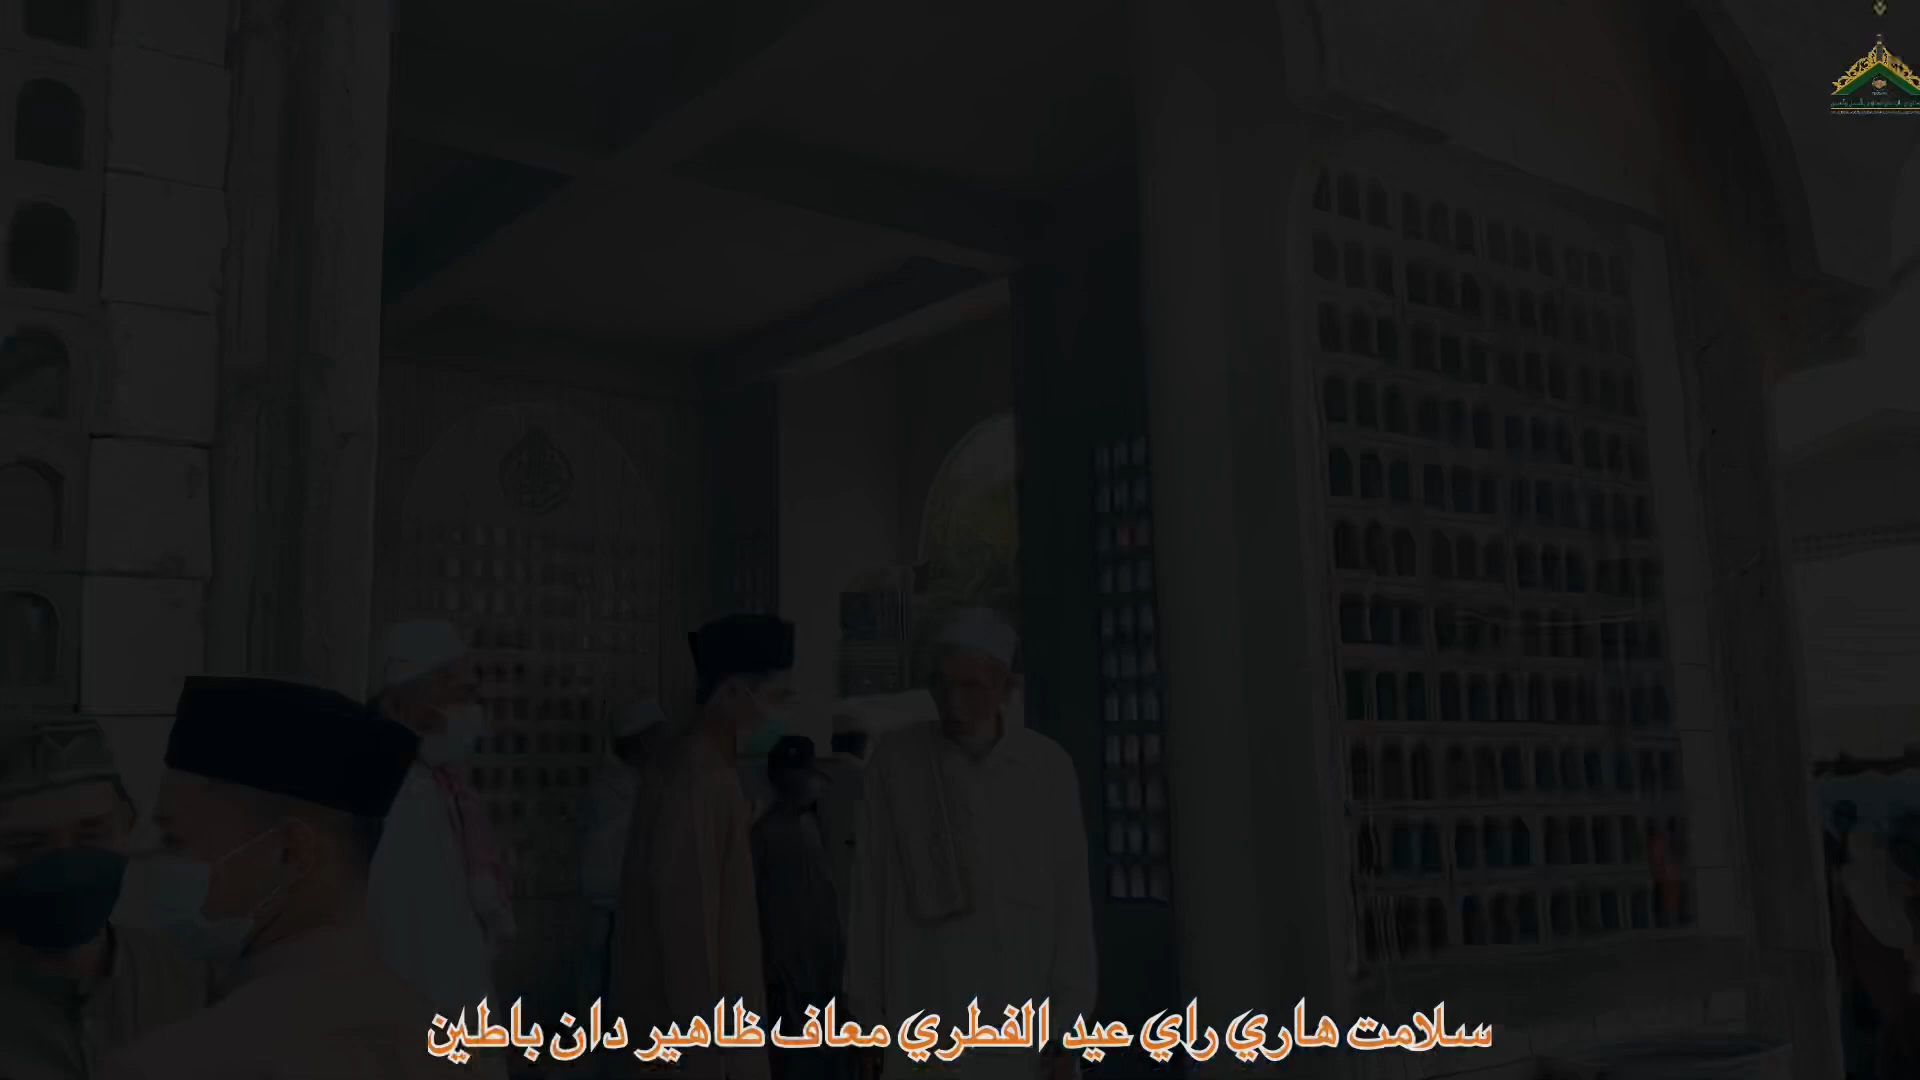 سلامت هاري راي عيد الفطري معاف ظاهير دان باطين